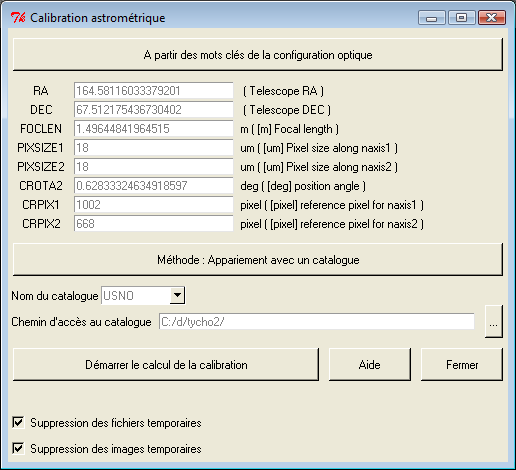 Calibration astrométrique
A partir des mots clés de la configuration optique
RA 164.58116033379201 ( Telescope RA )
DEC 67.512175436730402 ( Telescope DEC )
FOCLEN 1.49644841964515 m ( [m] Focal length )
PIXSIZE1 18 um ( [um] Pixel size along naxis1 )
PIXSIZE2 18 um ( [um] Pixel size along naxis2 )
CROTA2 0.62833324634918597 deg ( [deg] position angle )
CRPIX1 1002 pixel ( [pixel] reference pixel for naxis1 )
CRPIX2 668 pixel ( [pixel] reference pixel for naxis2 )
Méthode : Appariement avec un catalogue
Nom du catalogue USNO
Chemin d'accès au catalogue C:/d/tycho2/ ...
Démarrer le calcul de la calibration Aide Fermer
Suppression des fichiers temporaires
Suppression des images temporaires